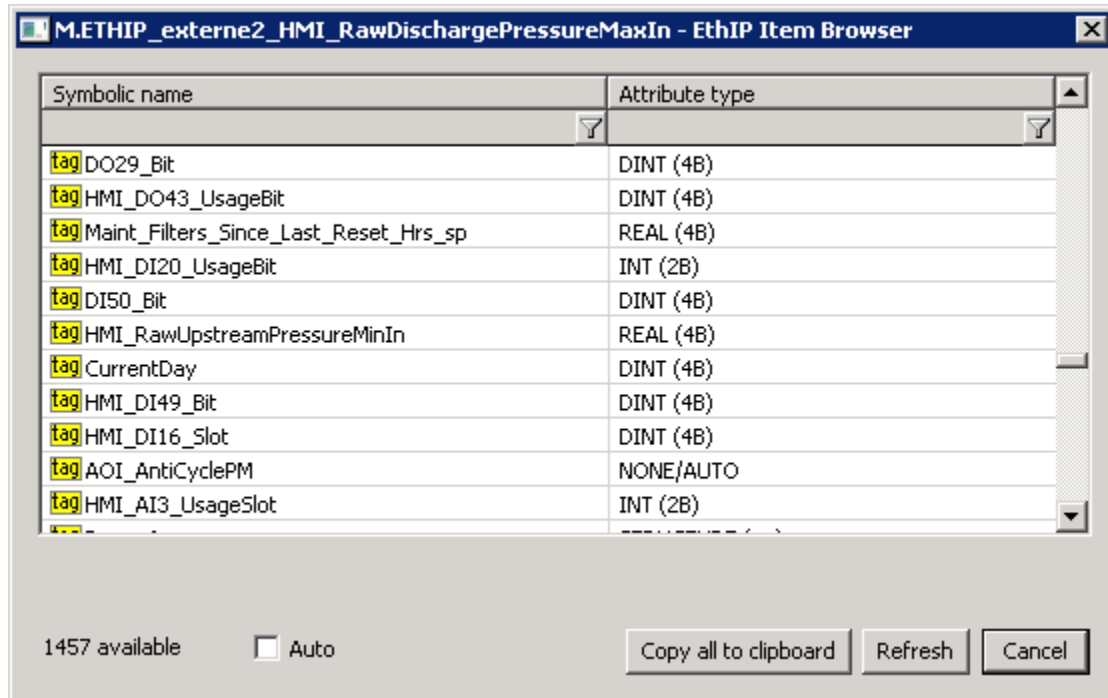 M.ETHIP_externe2_HMI_RawDischargePressureMaxIn - EthIP Item Browser
Symbolic name Attribute type
tag DO29_Bit DINT (4B)
tag HMI_DO43_UsageBit DINT (4B)
tag Maint_Filters_Since_Last_Reset_Hrs_sp REAL (4B)
tag HMI_DI20_UsageBit INT (2B)
tag DI50_Bit DINT (4B)
tag HMI_RawUpstreamPressureMinIn REAL (4B)
tag CurrentDay DINT (4B)
tag HMI_DI49_Bit DINT (4B)
tag HMI_DI16_Slot DINT (4B)
tag AOI_AntiCyclePM NONE/AUTO
tag HMI_AI3_UsageSlot INT (2B)
1457 available Auto Copy all to clipboard Refresh Cancel